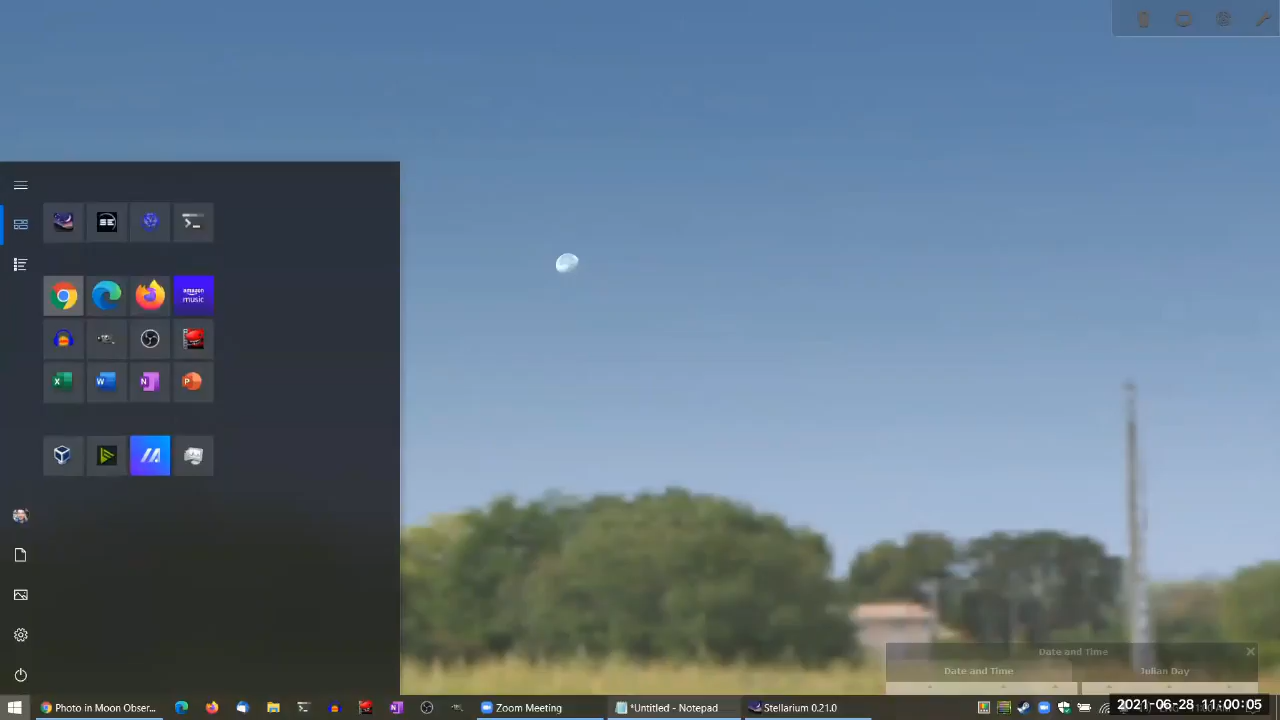 amazon
music
Date and Time
Date and Time
Julian Day
Photo in Moon Obser...
Zoom Meeting
*Untitled - Notepad
Stellarium 0.21.0
2021-06-28 11:00:05